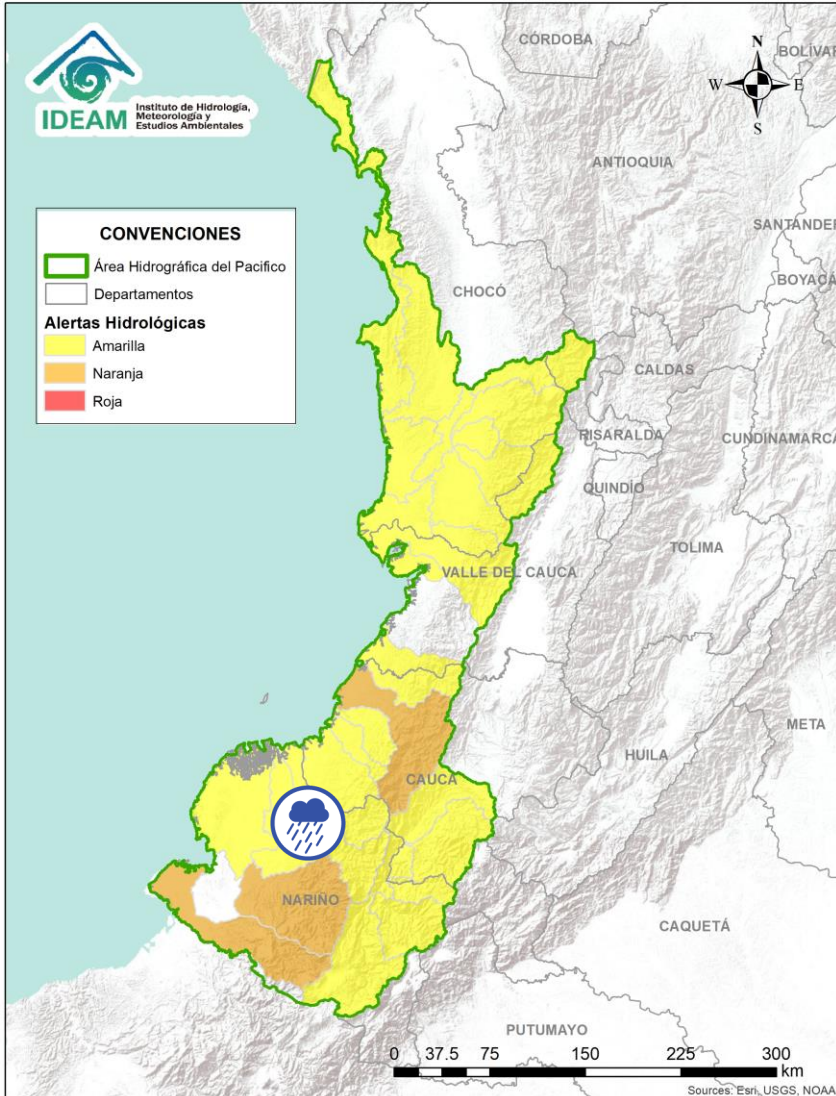 IDEAM
Instituto de Hidrología,
Meteorología y
Estudios Ambientales
N
W E
S
CÓRDOBA
BOLÍVAR
ANTIOQUIA
SANTANDER
BOYACÁ
CONVENCIONES
Área Hidrográfica del Pacifico
Departamentos
Alertas Hidrológicas
Amarilla
Naranja
Roja
CHOCÓ
CALDAS
RISARALDA
CUNDINAMARCA
QUINDÍO
TOLIMA
VALLE DEL CAUCA
META
HUILA
CAUCA
NARIÑO
CAQUETÁ
PUTUMAYO
0 37.5 75 150 225 300
km
Sources: Esri, USGS, NOAA